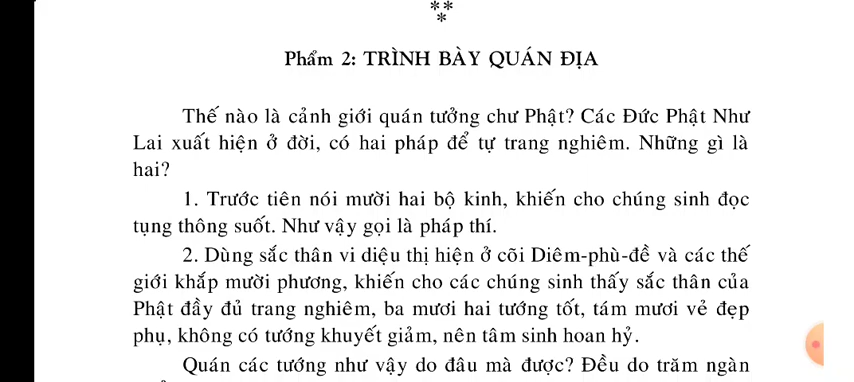 **
*
Phẩm 2: TRÌNH BÀY QUÁN ĐỊA
Thế nào là cảnh giới quán tưởng chư Phật? Các Đức Phật Như
Lai xuất hiện ở đời, có hai pháp để tự trang nghiêm. Những gì là
hai?
1. Trước tiên nói mười hai bộ kinh, khiến cho chúng sinh đọc
tụng thông suốt. Như vậy gọi là pháp thí.
2. Dùng sắc thân vi diệu thị hiện ở cõi Diêm-phù-đề và các thế
giới khắp mười phương, khiến cho các chúng sinh thấy sắc thân của
Phật đầy đủ trang nghiêm, ba mươi hai tướng tốt, tám mươi vẻ đẹp
phụ, không có tướng khuyết giảm, nên tâm sinh hoan hỷ.
Quán các tướng như vậy do đâu mà được? Đều do trăm ngàn